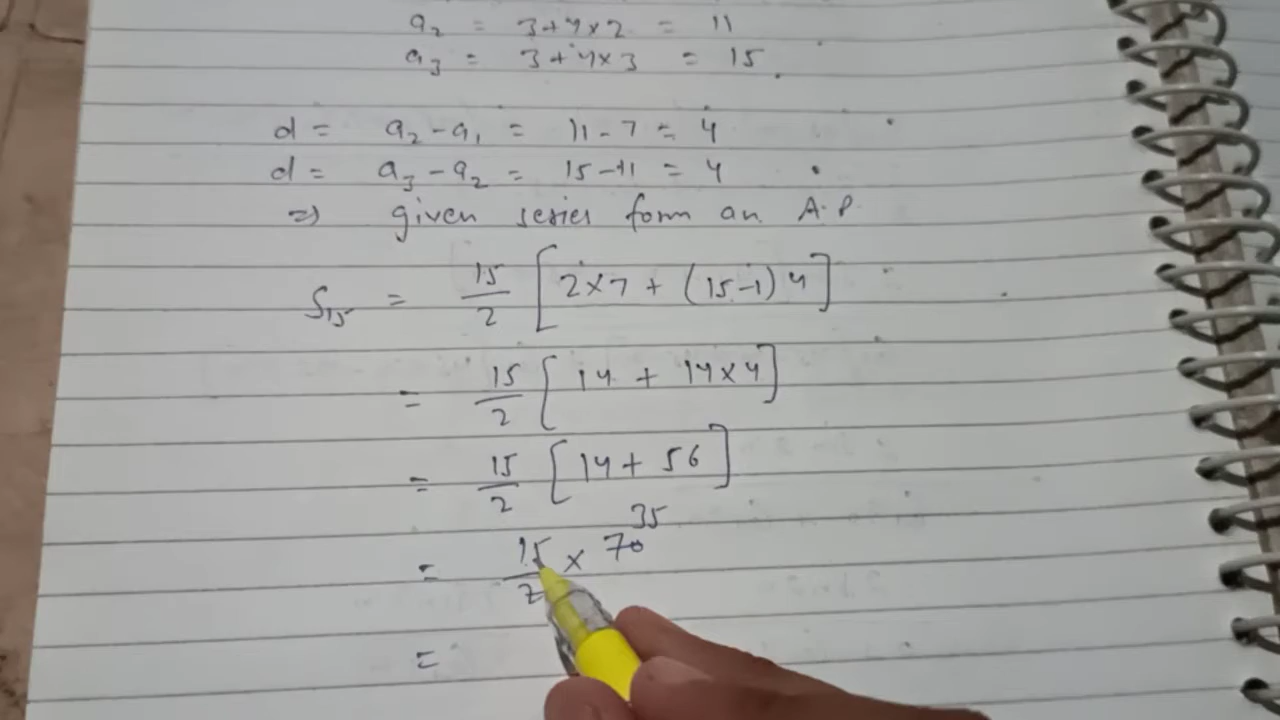 a₂ = 3+4×2 = 11
a₃ = 3+4×3 = 15
d = a₂-a₁ = 11-7 = 4
d = a₃-a₂ = 15-11 = 4
⇒ given series form an A.P
S₁₅ = 15/2 [2×7 + (15-1)4]
= 15/2 [14 + 14×4]
= 15/2 [14 + 56]
35
= 15/2 × 70
=